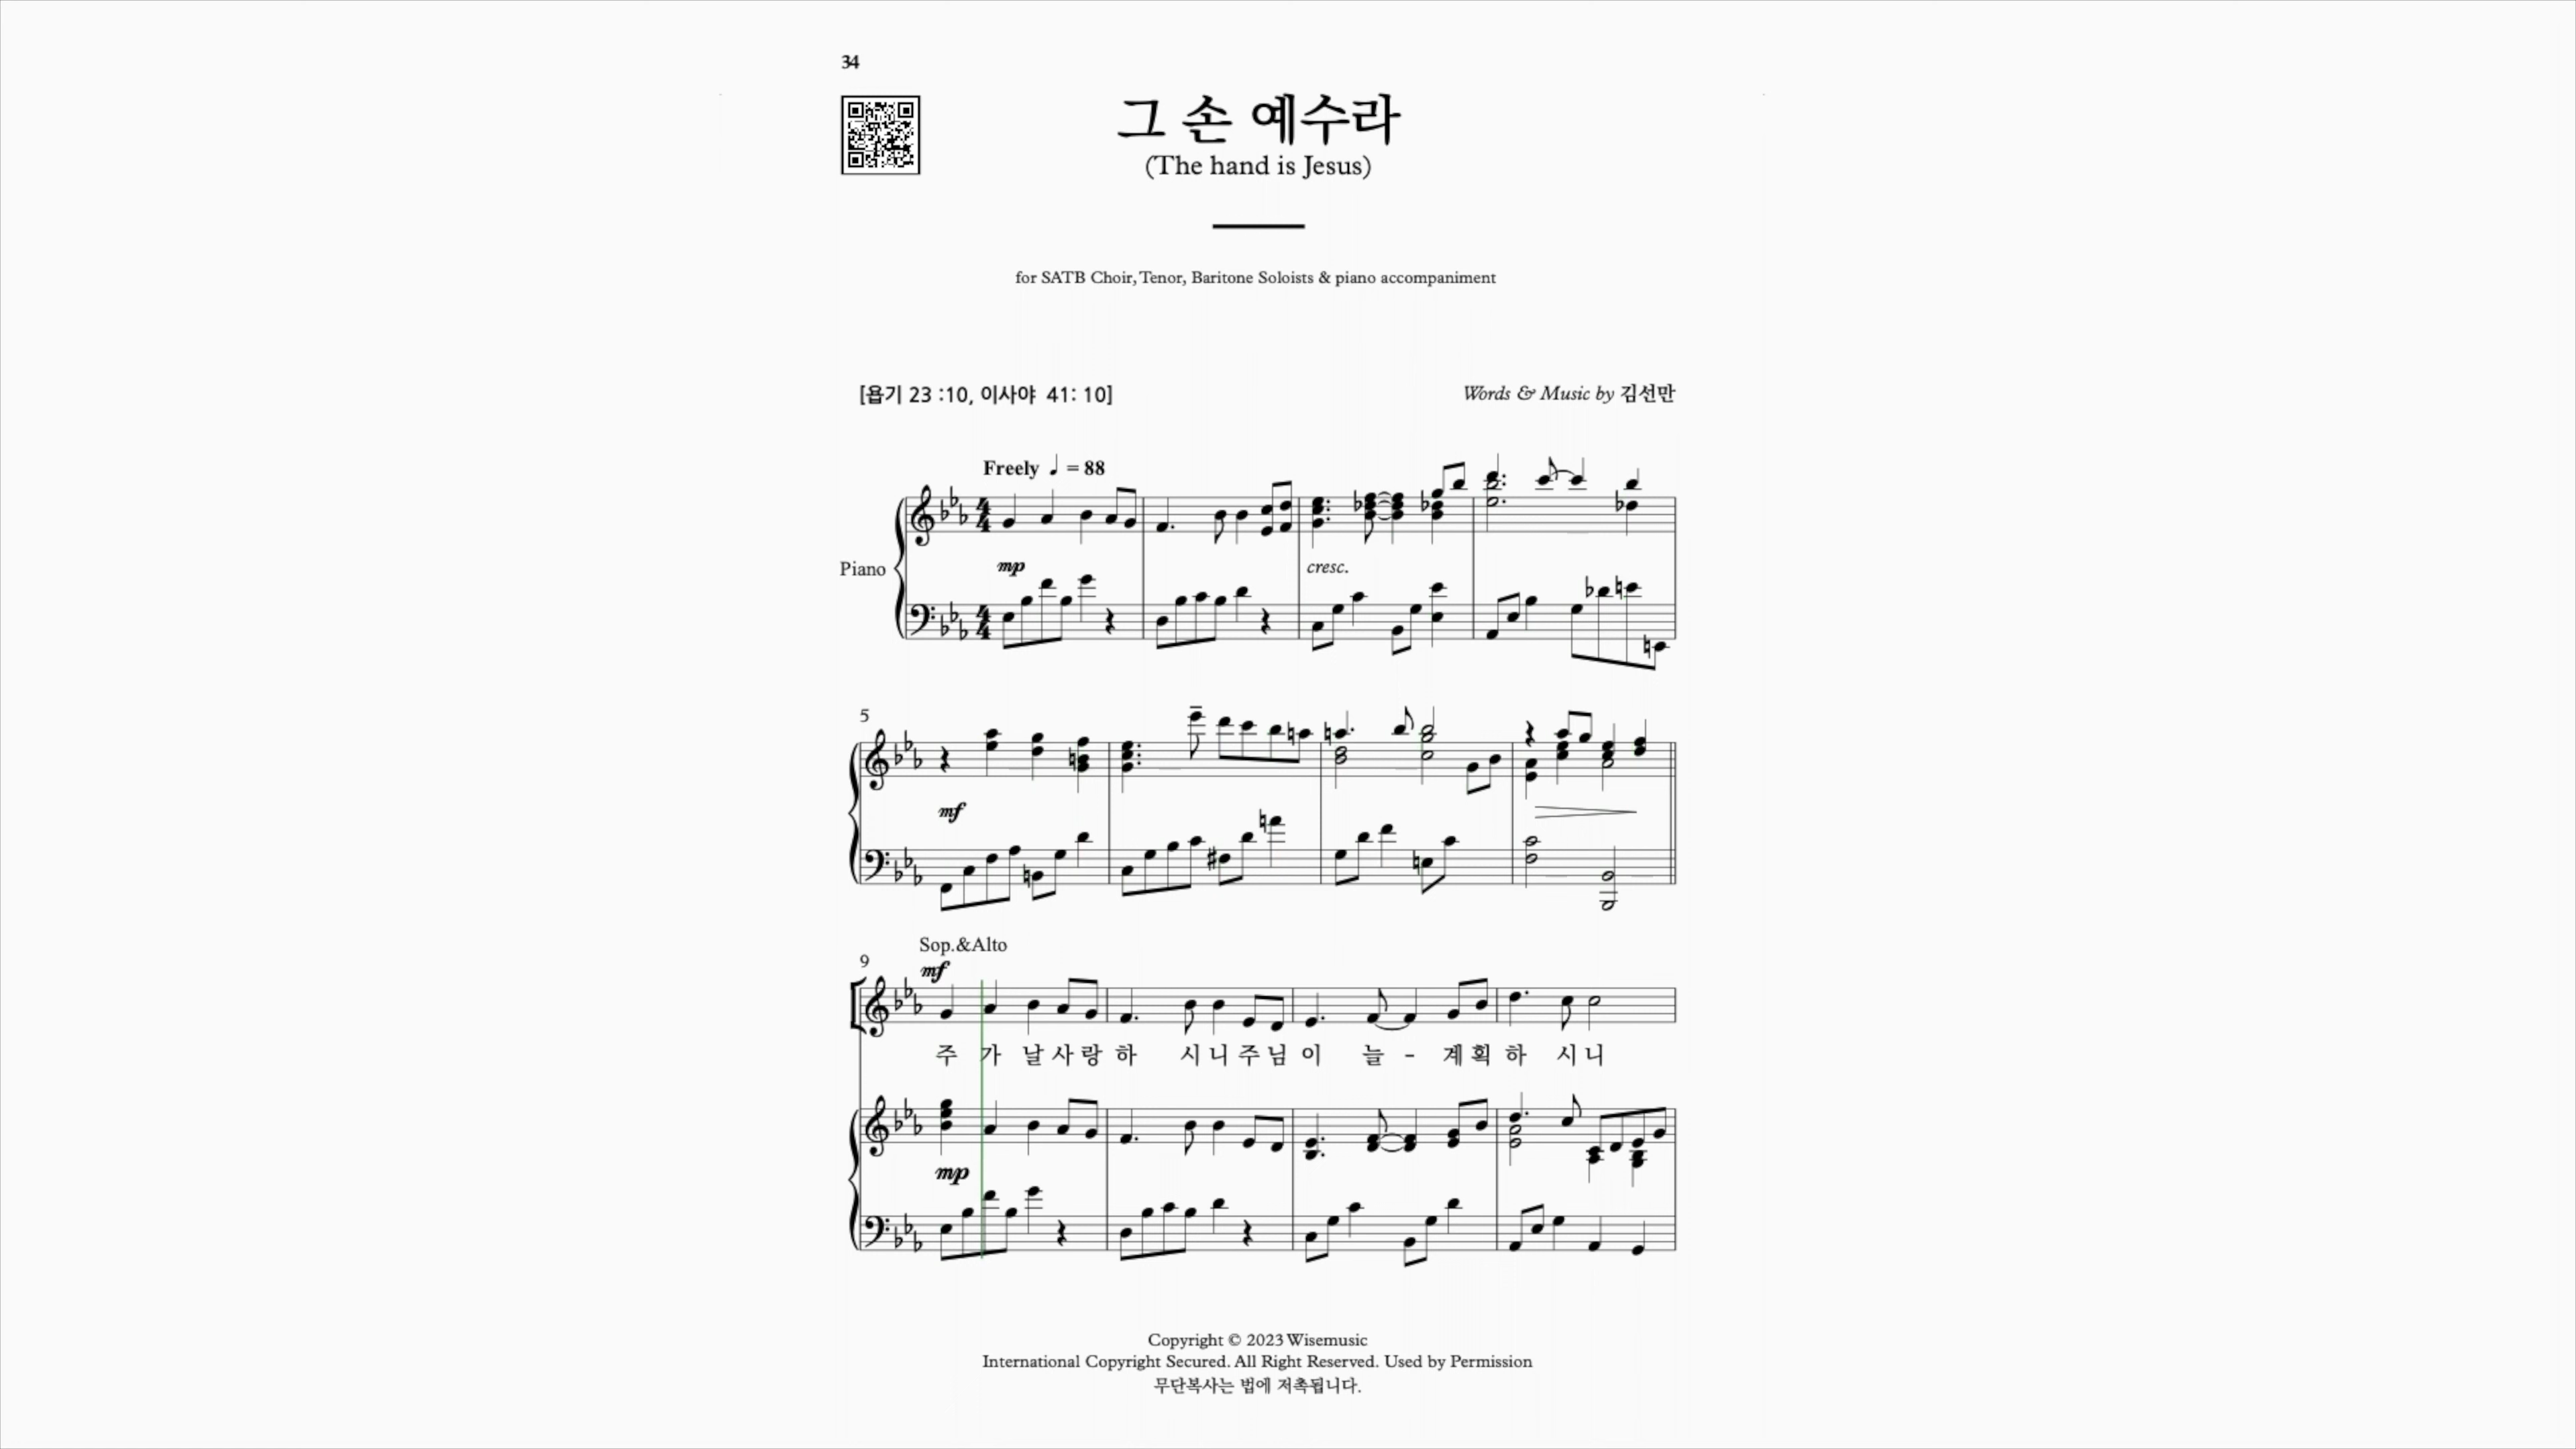 34
그 손 예수라
(The hand is Jesus)
for SATB Choir, Tenor, Baritone Soloists & piano accompaniment
[욥기 23 :10, 이사야 41: 10]
Words & Music by 김선만
Freely ♩ = 88
4 4
Piano
mp
cresc.
4 4
5
mf
Sop.&Alto
9
mf
주 가 날 사 랑 하 시 니 주 님 이 늘 - 계 획 하 시 니
mp
Copyright © 2023 Wisemusic
International Copyright Secured. All Right Reserved. Used by Permission
무단복사는 법에 저촉됩니다.